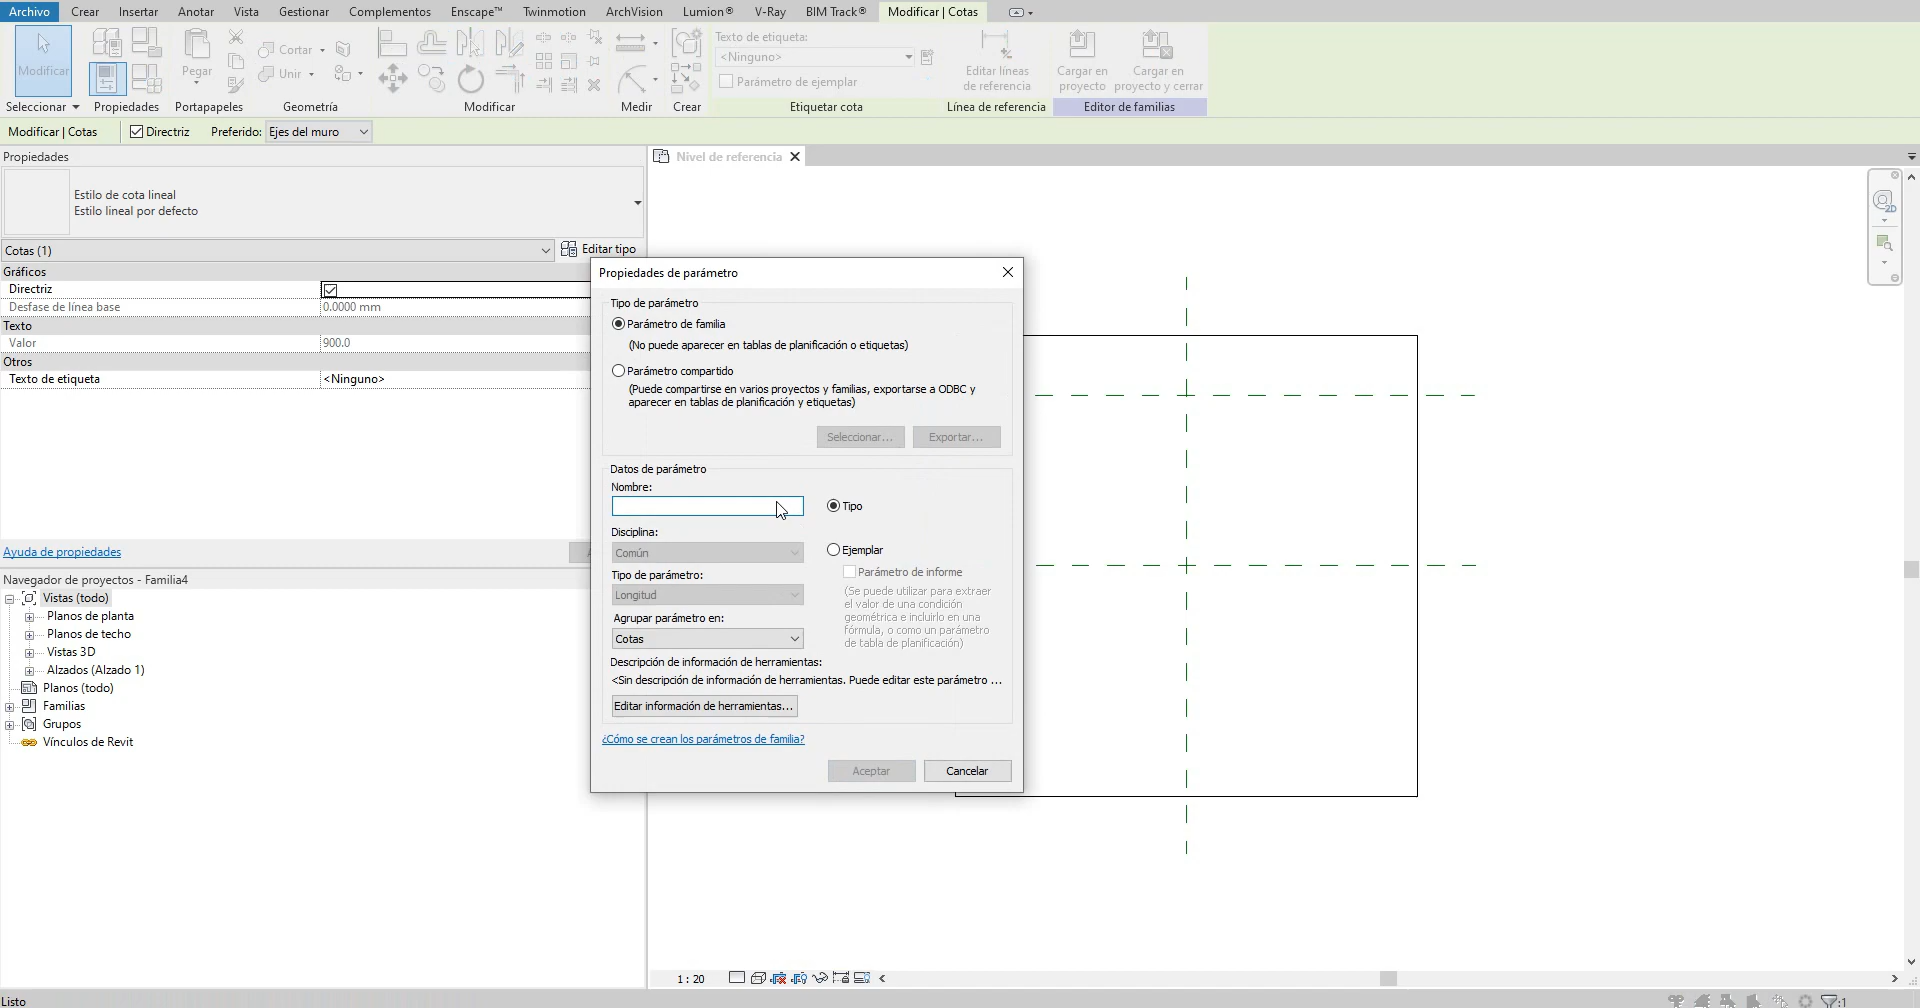 Archivo Crear Insertar Anotar Vista Gestionar Complementos Enscape™ Twinmotion ArchVision Lumion® V-Ray BIM Track® Modificar | Cotas
Modificar
Pegar
Cortar
Unir
Texto de etiqueta:
<Ninguno>
Parámetro de ejemplar
Editar líneas
de referencia
Cargar en
proyecto
Cargar en
proyecto y cerrar
Seleccionar Propiedades Portapapeles Geometría Modificar Medir Crear Etiquetar cota Línea de referencia Editor de familias
Modificar | Cotas Directriz Preferido: Ejes del muro
Propiedades
Nivel de referencia
Estilo de cota lineal
Estilo lineal por defecto
Cotas (1) Editar tipo
Gráficos
Directriz
Desfase de línea base 0.0000 mm
Texto
Valor 900.0
Otros
Texto de etiqueta <Ninguno>
Ayuda de propiedades
Navegador de proyectos - Familia4
Vistas (todo)
Planos de planta
Planos de techo
Vistas 3D
Alzados (Alzado 1)
Planos (todo)
Familias
Grupos
Vínculos de Revit
Propiedades de parámetro
Tipo de parámetro
Parámetro de familia
(No puede aparecer en tablas de planificación o etiquetas)
Parámetro compartido
(Puede compartirse en varios proyectos y familias, exportarse a ODBC y
aparecer en tablas de planificación y etiquetas)
Seleccionar... Exportar...
Datos de parámetro
Nombre:
Tipo
Disciplina:
Común
Ejemplar
Tipo de parámetro:
Longitud
Parámetro de informe
(Se puede utilizar para extraer
el valor de una condición
geométrica e incluirlo en una
fórmula, o como un parámetro
de tabla de planificación)
Agrupar parámetro en:
Cotas
Descripción de información de herramientas:
<Sin descripción de información de herramientas. Puede editar este parámetro ...
Editar información de herramientas...
¿Cómo se crean los parámetros de familia?
Aceptar Cancelar
2D
1 : 20
Listo
:1